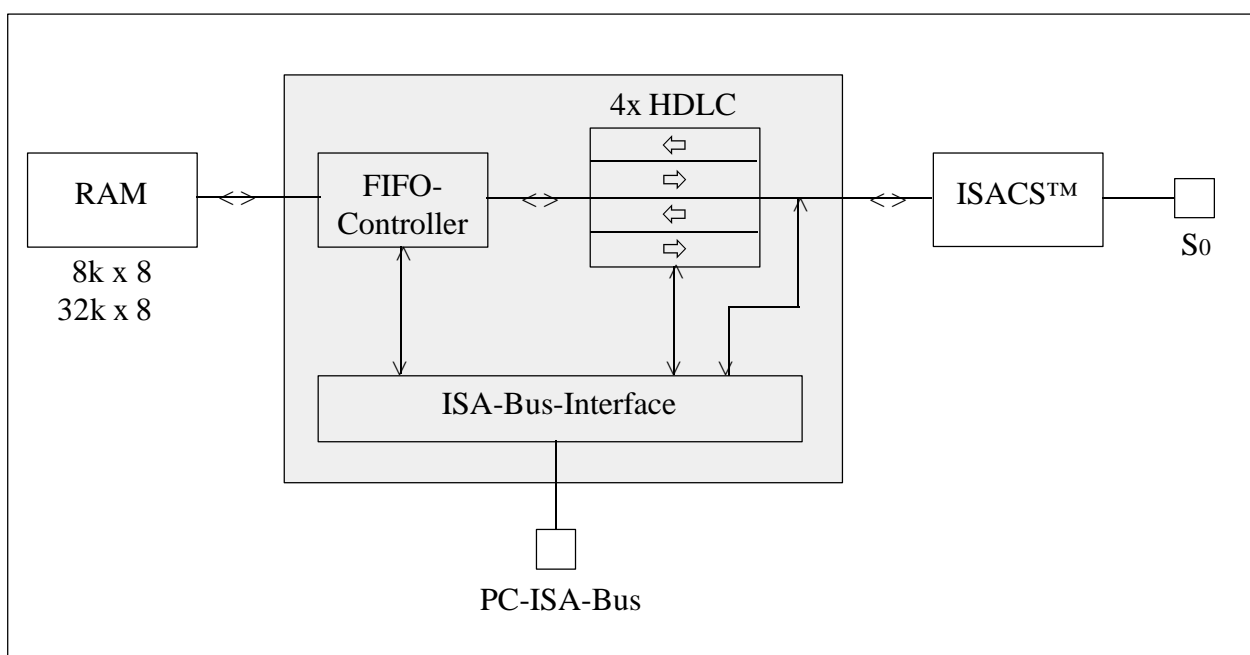 4x HDLC
RAM
FIFO-
Controller
ISACS™
8k x 8
32k x 8
S0
ISA-Bus-Interface
PC-ISA-Bus